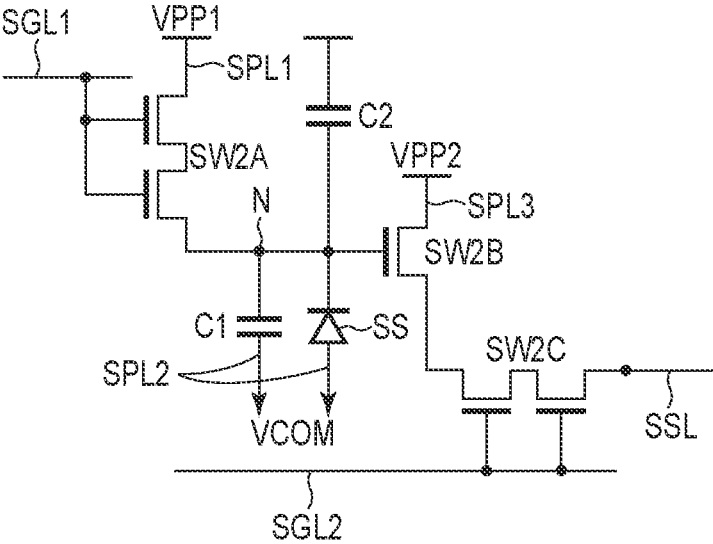 SGL1
VPP1
SPL1
C2
SW2A
VPP2
N
SPL3
SW2B
C1
SS
SPL2
SW2C
VCOM
SSL
SGL2